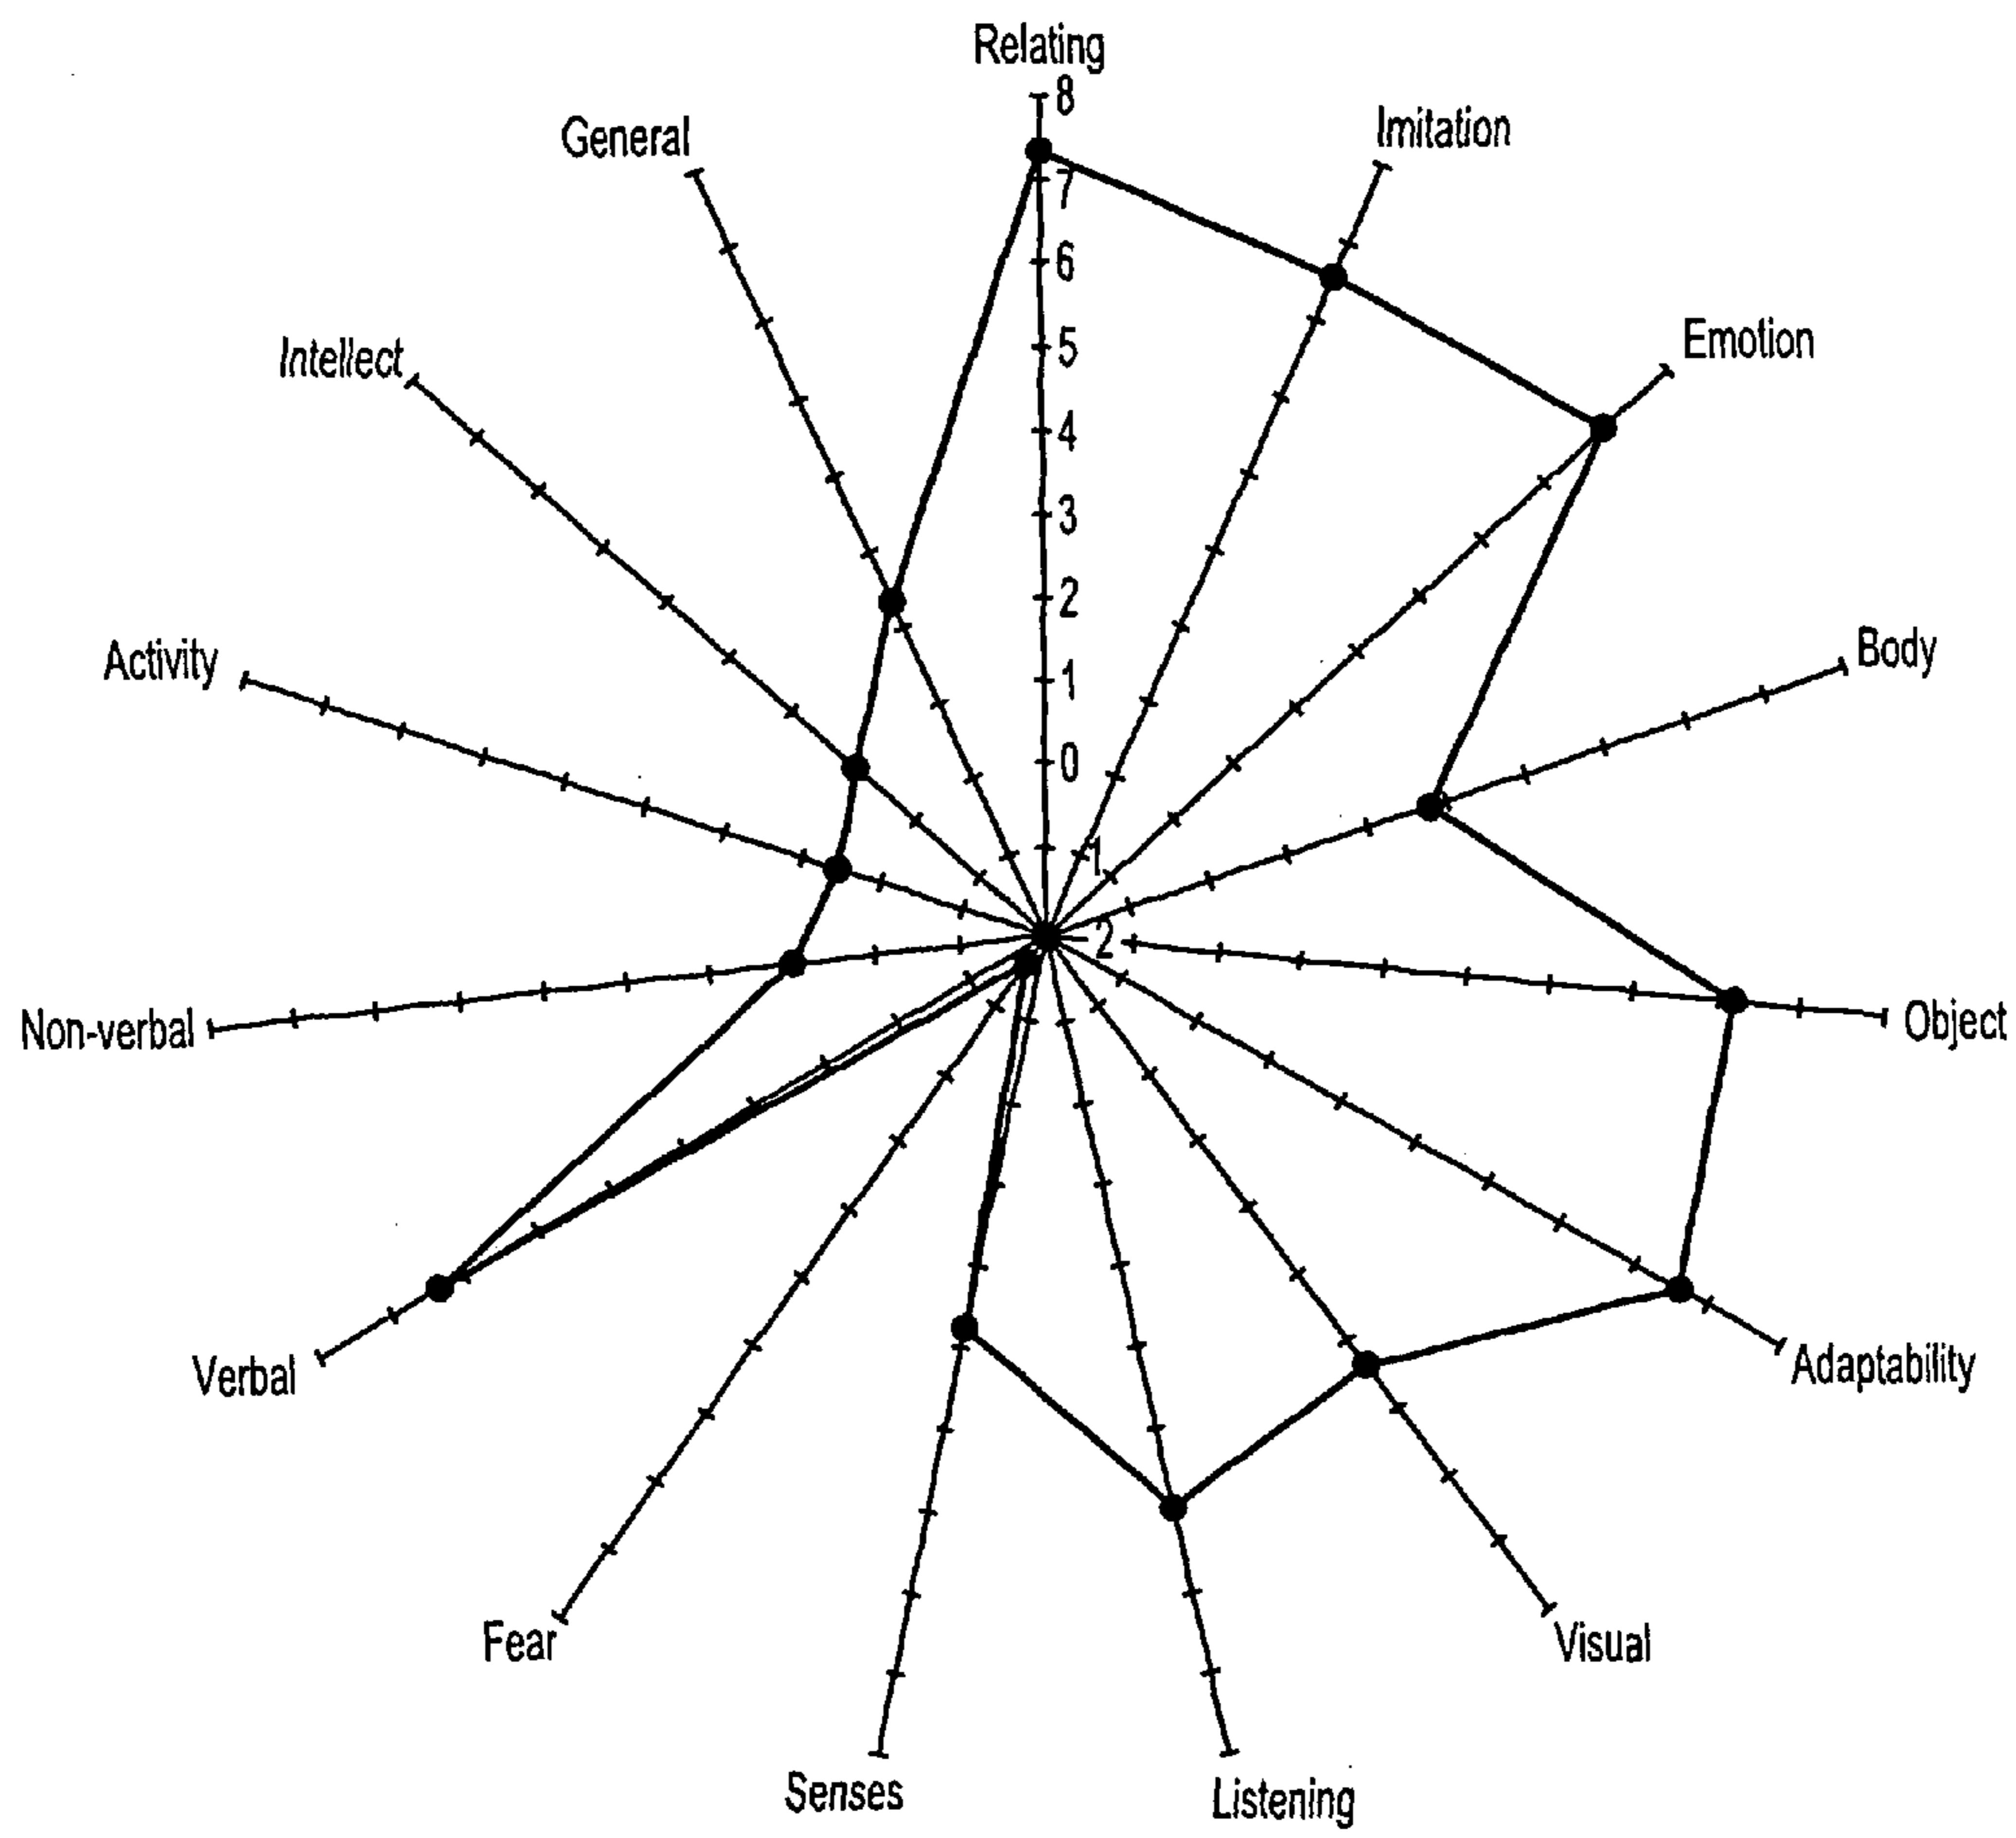 Relating
8
7
6
5
4
3
2
1
0
-1
-2
Imitation
Emotion
Body
Object
Adaptability
Visual
Listening
Senses
Fear
Verbal
Non-verbal
Activity
Intellect
General